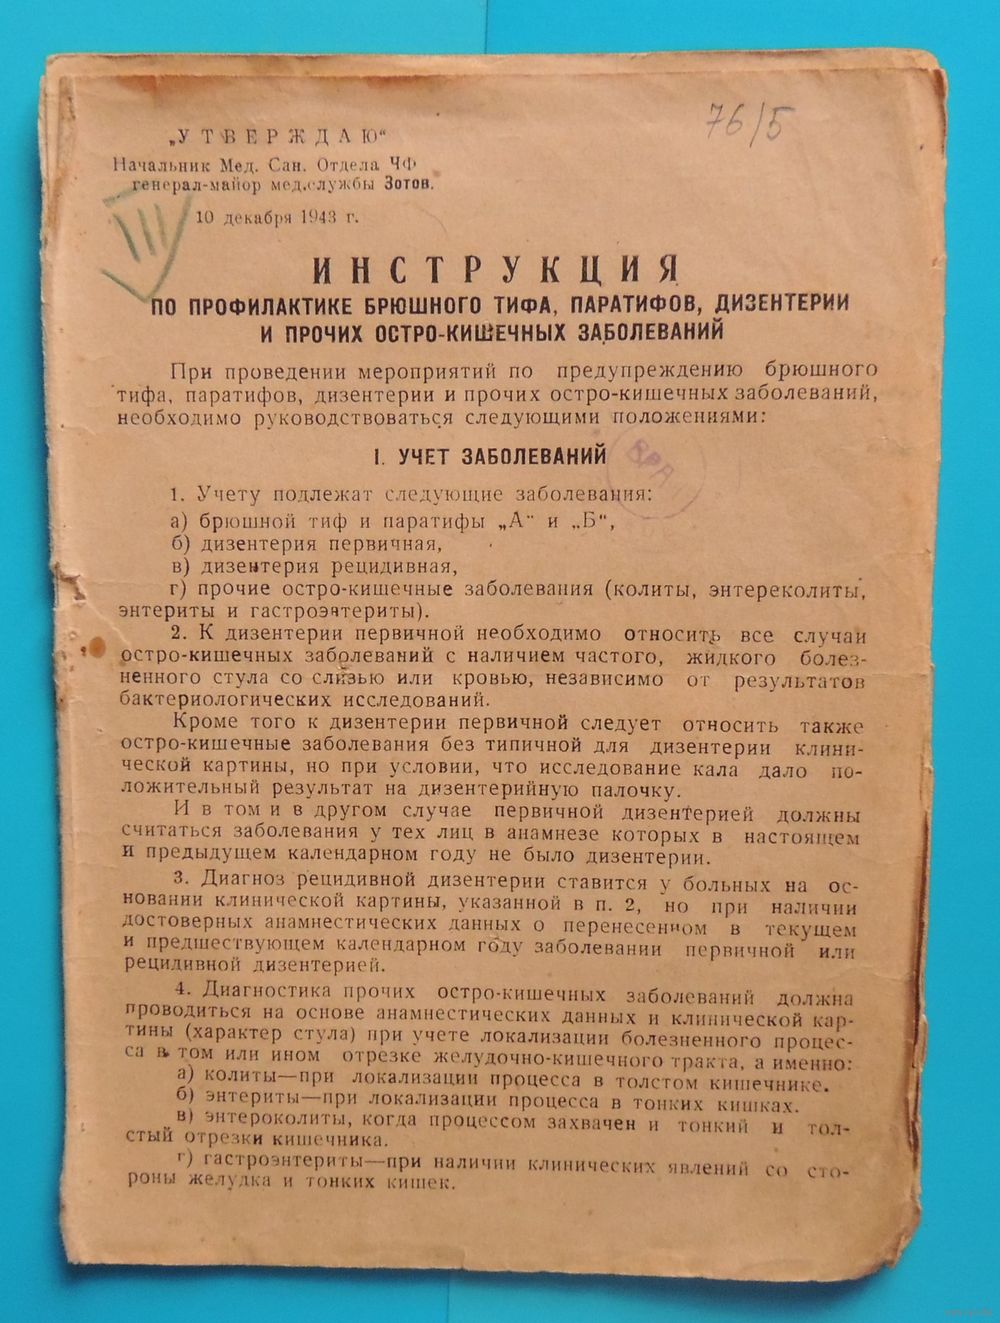 76/5
„УТВЕРЖДАЮ“
Начальник Мед. Сан. Отдела ЧФ
генерал-майор мед.службы Зотов.
10 декабря 1943 г.
VIII
ИНСТРУКЦИЯ
ПО ПРОФИЛАКТИКЕ БРЮШНОГО ТИФА, ПАРАТИФОВ, ДИЗЕНТЕРИИ
И ПРОЧИХ ОСТРО-КИШЕЧНЫХ ЗАБОЛЕВАНИЙ
При проведении мероприятий по предупреждению брюшного
тифа, паратифов, дизентерии и прочих остро-кишечных заболеваний,
необходимо руководствоваться следующими положениями:
I. УЧЕТ ЗАБОЛЕВАНИЙ
ВРА
1. Учету подлежат следующие заболевания:
а) брюшной тиф и паратифы „А“ и „Б“,
б) дизентерия первичная,
в) дизентерия рецидивная,
г) прочие остро-кишечные заболевания (колиты, энтереколиты,
энтериты и гастроэнтериты).
2. К дизентерии первичной необходимо относить все случаи
остро-кишечных заболеваний с наличием частого, жидкого болез-
ненного стула со слизью или кровью, независимо от результатов
бактериологических исследований.
Кроме того к дизентерии первичной следует относить также
остро-кишечные заболевания без типичной для дизентерии клини-
ческой картины, но при условии, что исследование кала дало по-
ложительный результат на дизентерийную палочку.
И в том и в другом случае первичной дизентерией должны
считаться заболевания у тех лиц в анамнезе которых в настоящем
и предыдущем календарном году не было дизентерии.
3. Диагноз рецидивной дизентерии ставится у больных на ос-
новании клинической картины, указанной в п. 2, но при наличии
достоверных анамнестических данных о перенесенном в текущем
и предшествующем календарном году заболевании первичной или
рецидивной дизентерией.
4. Диагностика прочих остро-кишечных заболеваний должна
проводиться на основе анамнестических данных и клинической кар-
тины (характер стула) при учете локализации болезненного процес-
са в том или ином отрезке желудочно-кишечного тракта, а именно:
а) колиты—при локализации процесса в толстом кишечнике.
б) энтериты—при локализации процесса в тонких кишках.
в) энтероколиты, когда процессом захвачен и тонкий и тол-
стый отрезки кишечника.
г) гастроэнтериты—при наличии клинических явлений со сто-
роны желудка и тонких кишек.